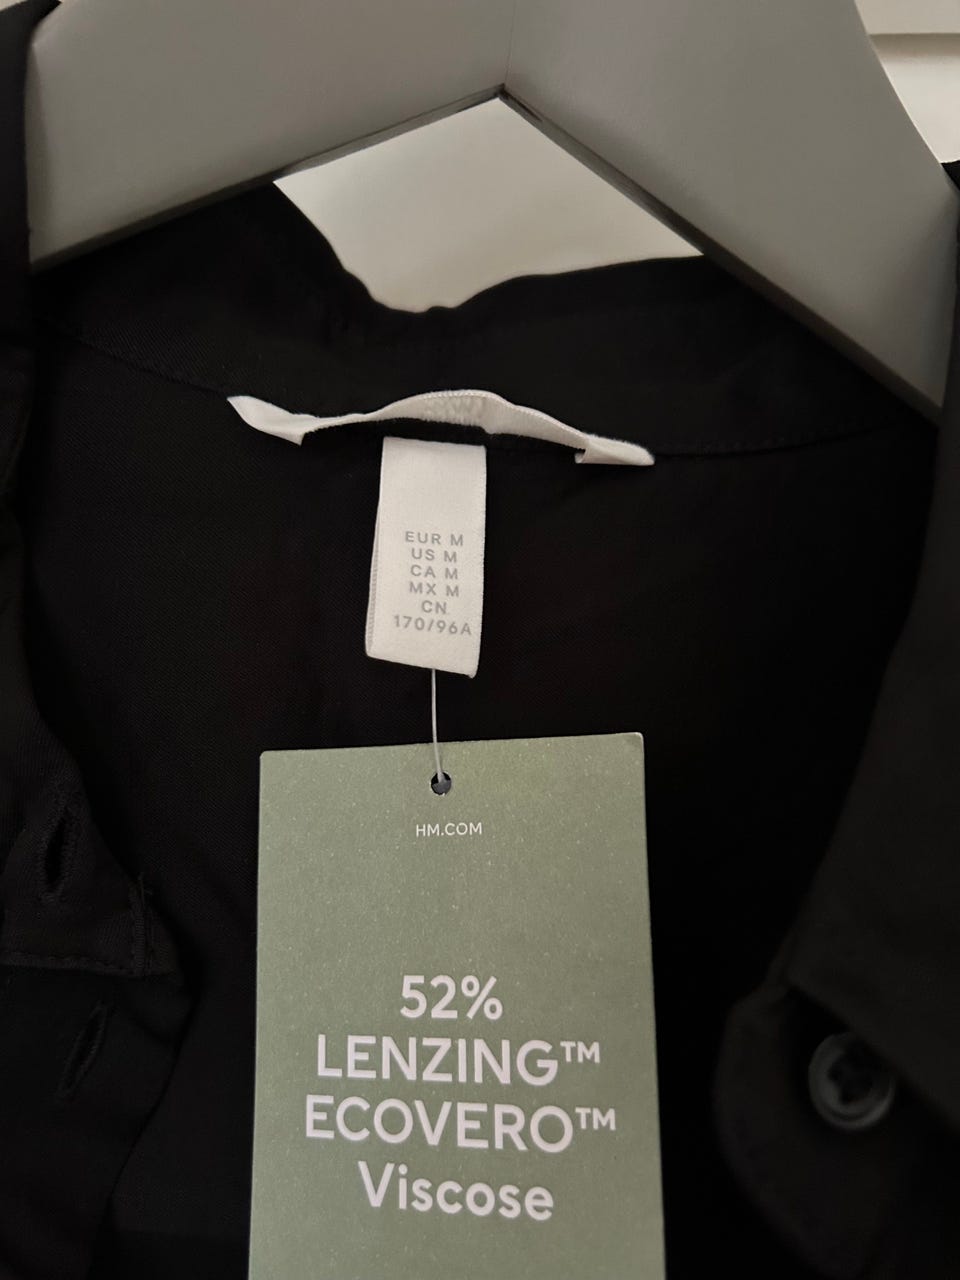 EUR M
US M
CA M
MX M
CN
170/96A
HM.COM
52%
LENZING™
ECOVERO™
Viscose